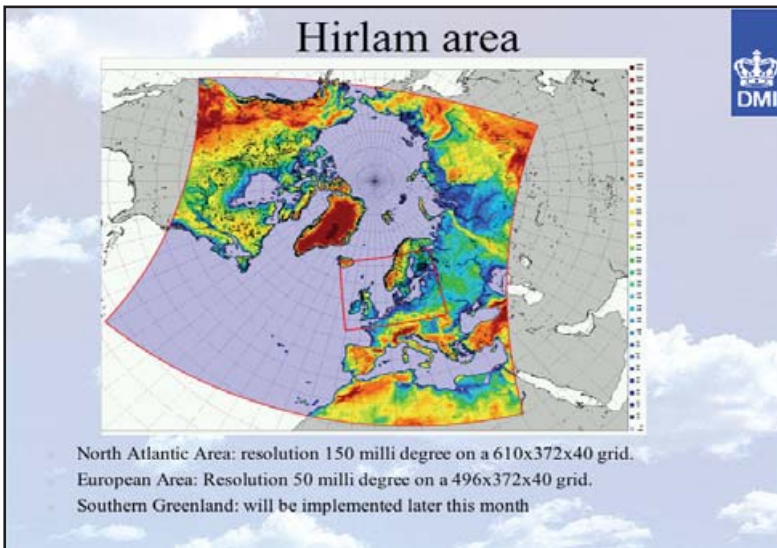 Hirlam area
DMI
North Atlantic Area: resolution 150 milli degree on a 610x372x40 grid.
European Area: Resolution 50 milli degree on a 496x372x40 grid.
Southern Greenland: will be implemented later this month